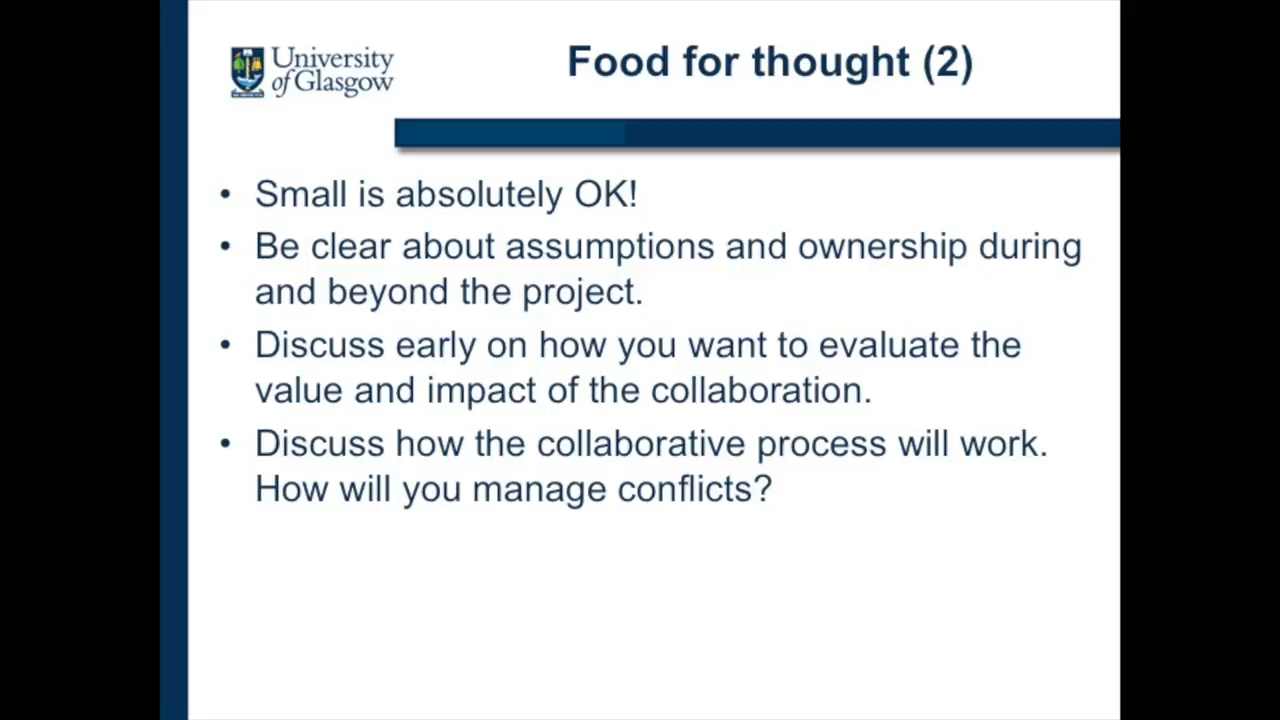 University
of Glasgow
Food for thought (2)
• Small is absolutely OK!
• Be clear about assumptions and ownership during
and beyond the project.
• Discuss early on how you want to evaluate the
value and impact of the collaboration.
• Discuss how the collaborative process will work.
How will you manage conflicts?